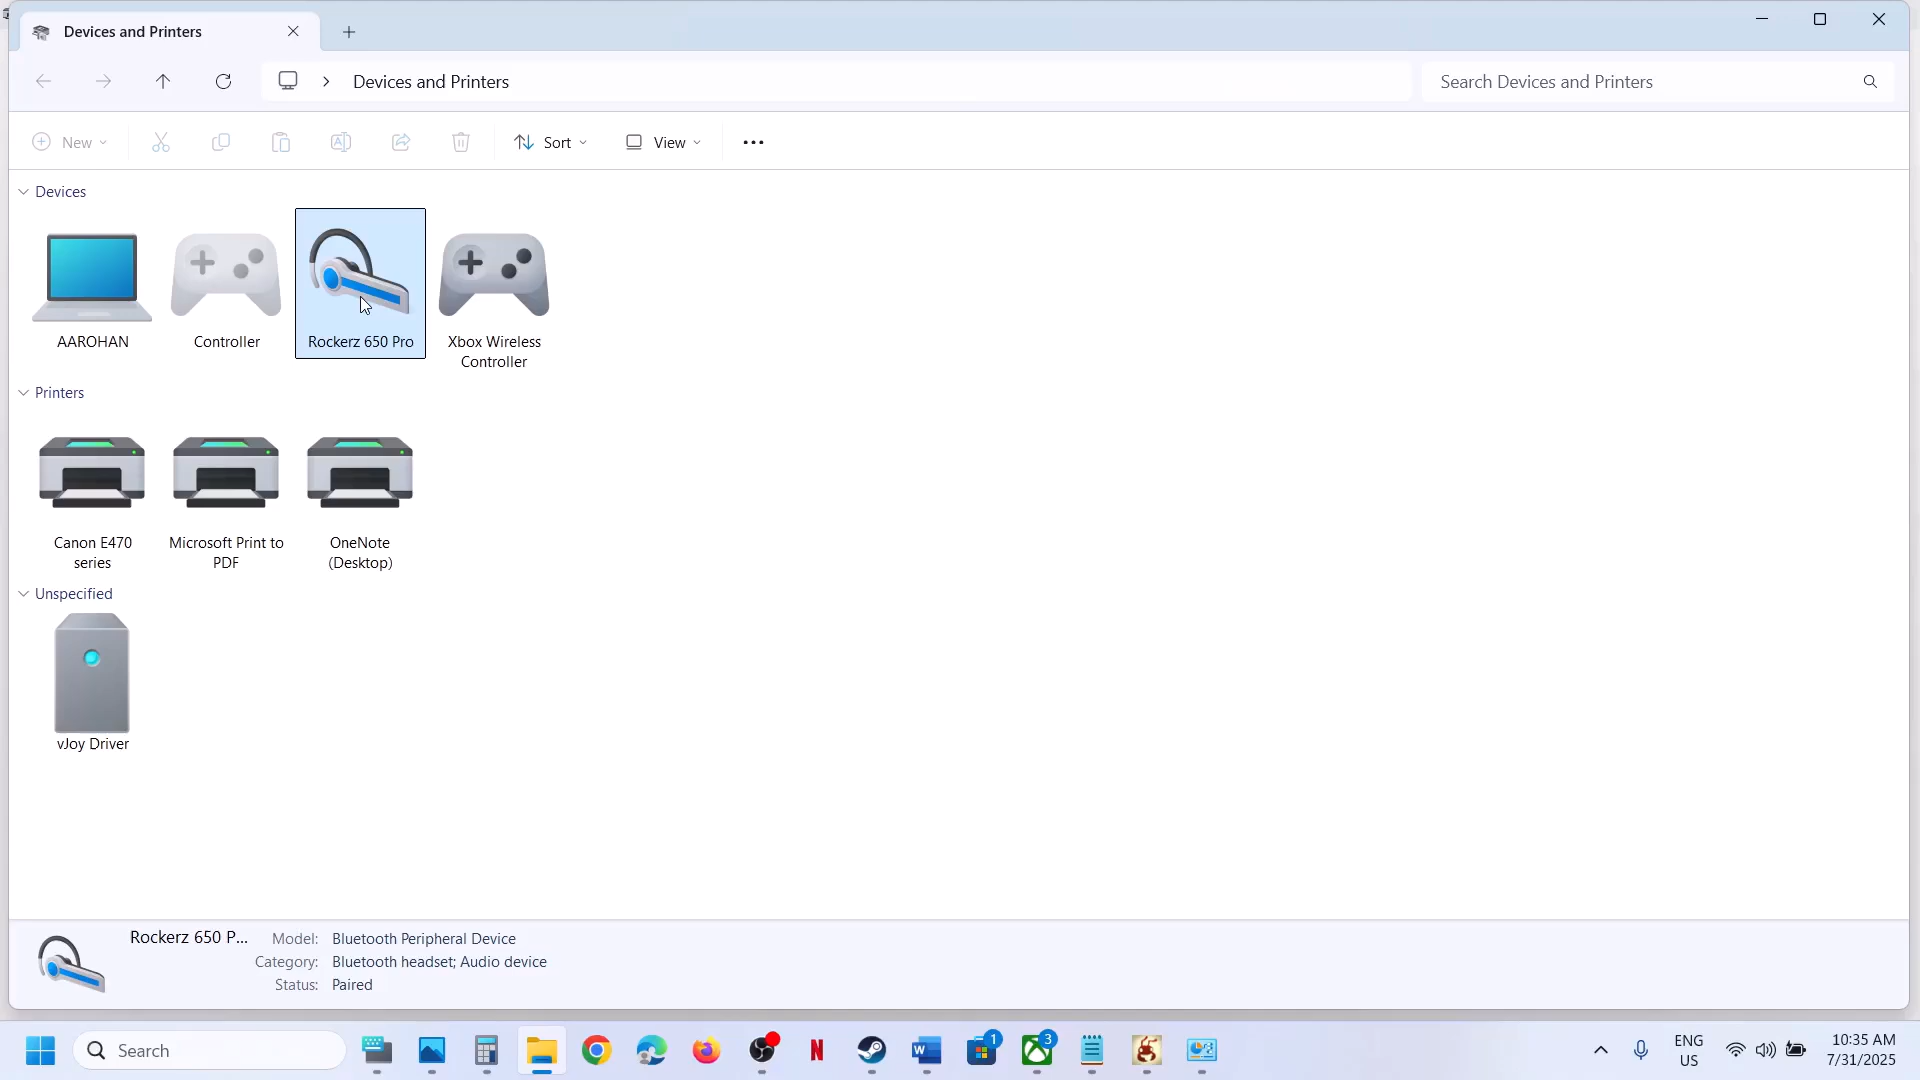 Devices and Printers
Devices and Printers
Search Devices and Printers
New
Sort
View
Devices
AAROHAN
Controller
Rockerz 650 Pro
Xbox Wireless
Controller
Printers
Canon E470
series
Microsoft Print to
PDF
OneNote
(Desktop)
Unspecified
vJoy Driver
Rockerz 650 P...
Model: Bluetooth Peripheral Device
Category: Bluetooth headset; Audio device
Status: Paired
Search
1
3
ENG
US
10:35 AM
7/31/2025